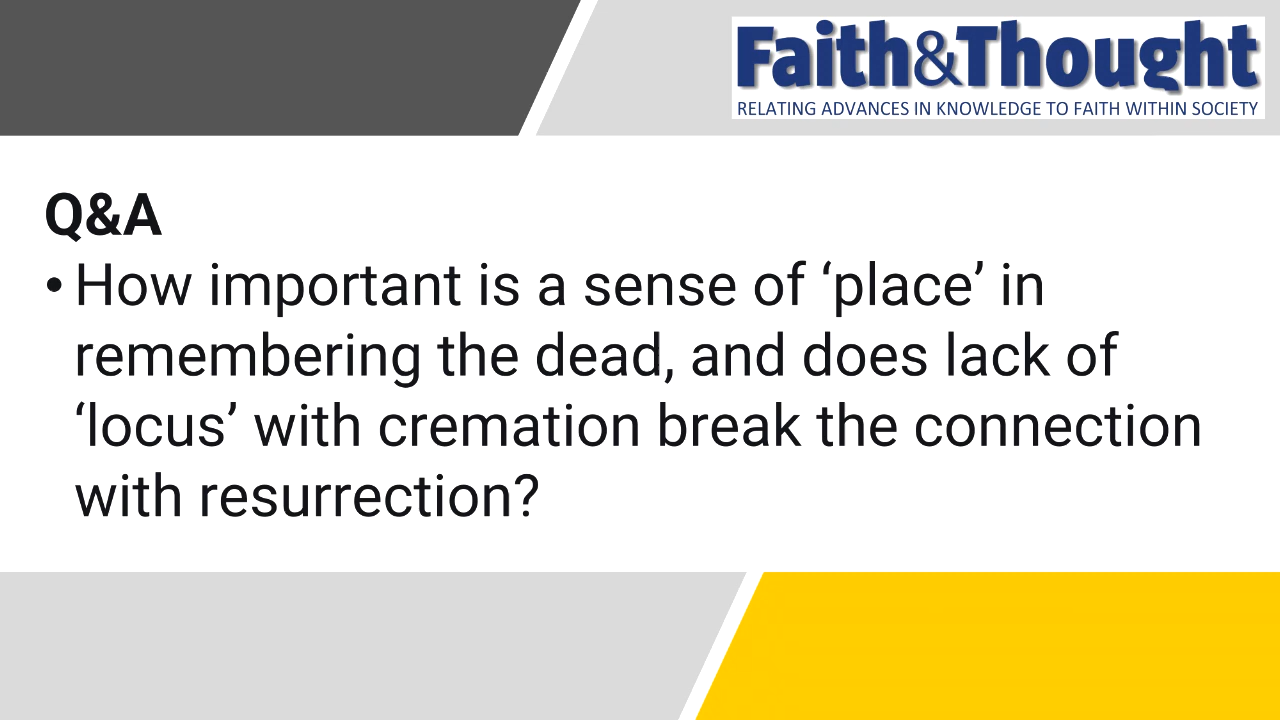 Faith&Thought
RELATING ADVANCES IN KNOWLEDGE TO FAITH WITHIN SOCIETY
Q&A
• How important is a sense of ‘place’ in
remembering the dead, and does lack of
‘locus’ with cremation break the connection
with resurrection?